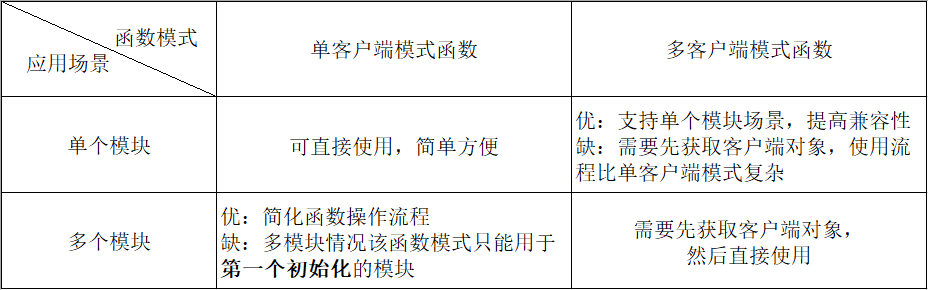 函数模式
应用场景
单客户端模式函数
多客户端模式函数
单个模块
可直接使用，简单方便
优：支持单个模块场景，提高兼容性
缺：需要先获取客户端对象，使用流
程比单客户端模式复杂
多个模块
优：简化函数操作流程
缺：多模块情况该函数模式只能用于
第一个初始化的模块
需要先获取客户端对象，
然后直接使用